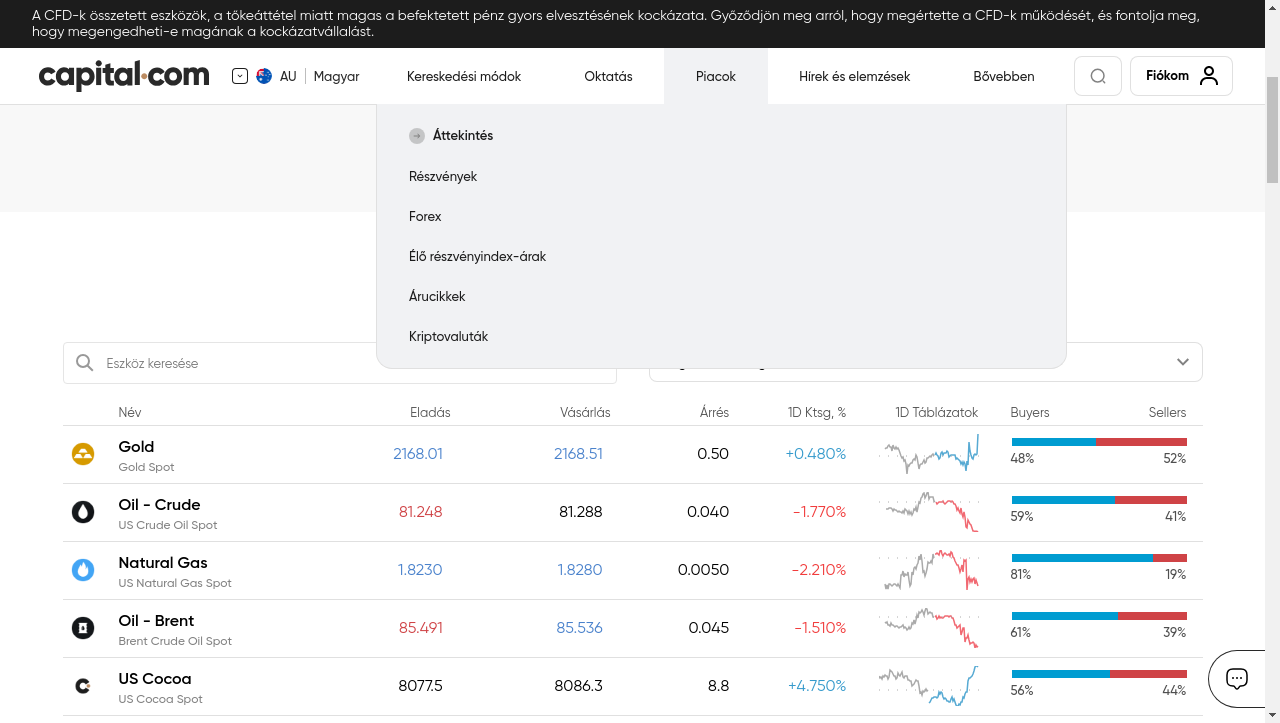 A CFD-k összetett eszközök, a tőkeáttétel miatt magas a befektetett pénz gyors elvesztésének kockázata. Győződjön meg arról, hogy megértette a CFD-k működését, és fontolja meg,
hogy megengedheti-e magának a kockázatvállalást.
capital.com AU Magyar Kereskedési módok Oktatás Piacok Hírek és elemzések Bővebben Fiókom
Áttekintés
Részvények
Forex
Élő részvényindex-árak
Árucikkek
Kriptovaluták
Eszköz keresése
Név Eladás Vásárlás Árrés 1D Ktsg, % 1D Táblázatok Buyers Sellers
Gold 2168.01 2168.51 0.50 +0.480% 48% 52%
Gold Spot
Oil - Crude 81.248 81.288 0.040 -1.770% 59% 41%
US Crude Oil Spot
Natural Gas 1.8230 1.8280 0.0050 -2.210% 81% 19%
US Natural Gas Spot
Oil - Brent 85.491 85.536 0.045 -1.510% 61% 39%
Brent Crude Oil Spot
US Cocoa 8077.5 8086.3 8.8 +4.750% 56% 44%
US Cocoa Spot